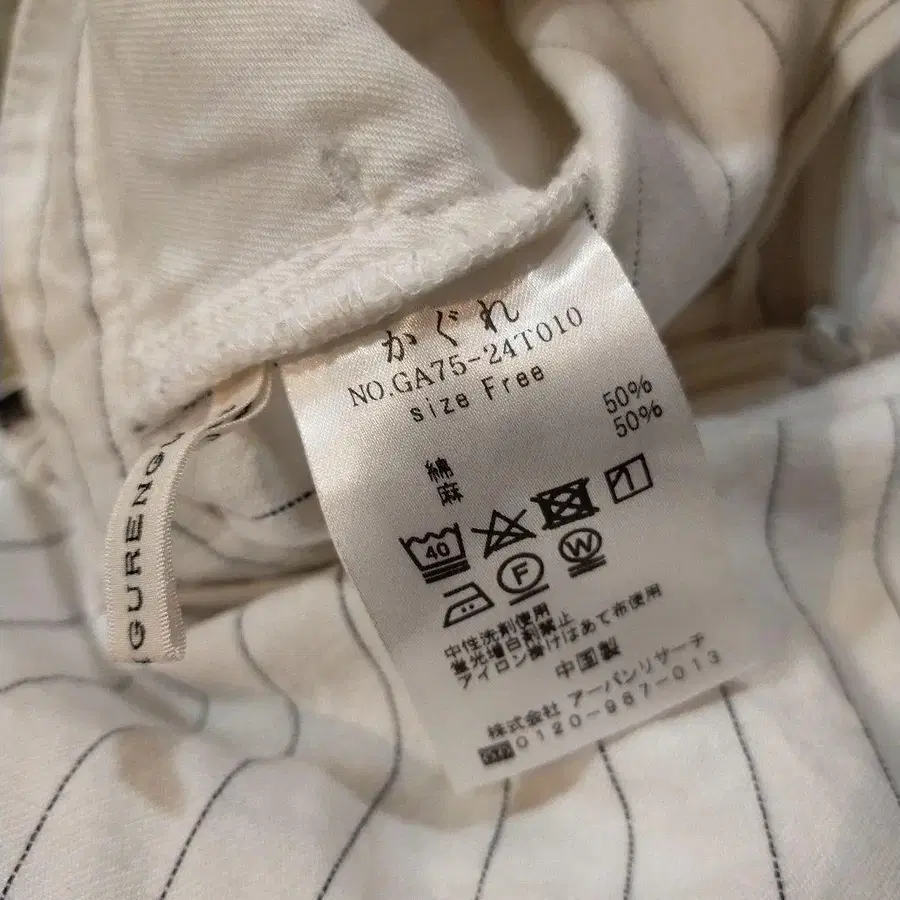 かぐれ
NO.GA75-24T010
size Free
綿 50%
麻 50%
40
F
W
中性洗剤使用
蛍光増白剤禁止
アイロン掛けはあて布使用
中国製
株式会社 アーバンリサーチ
0120-987-013
GURENG